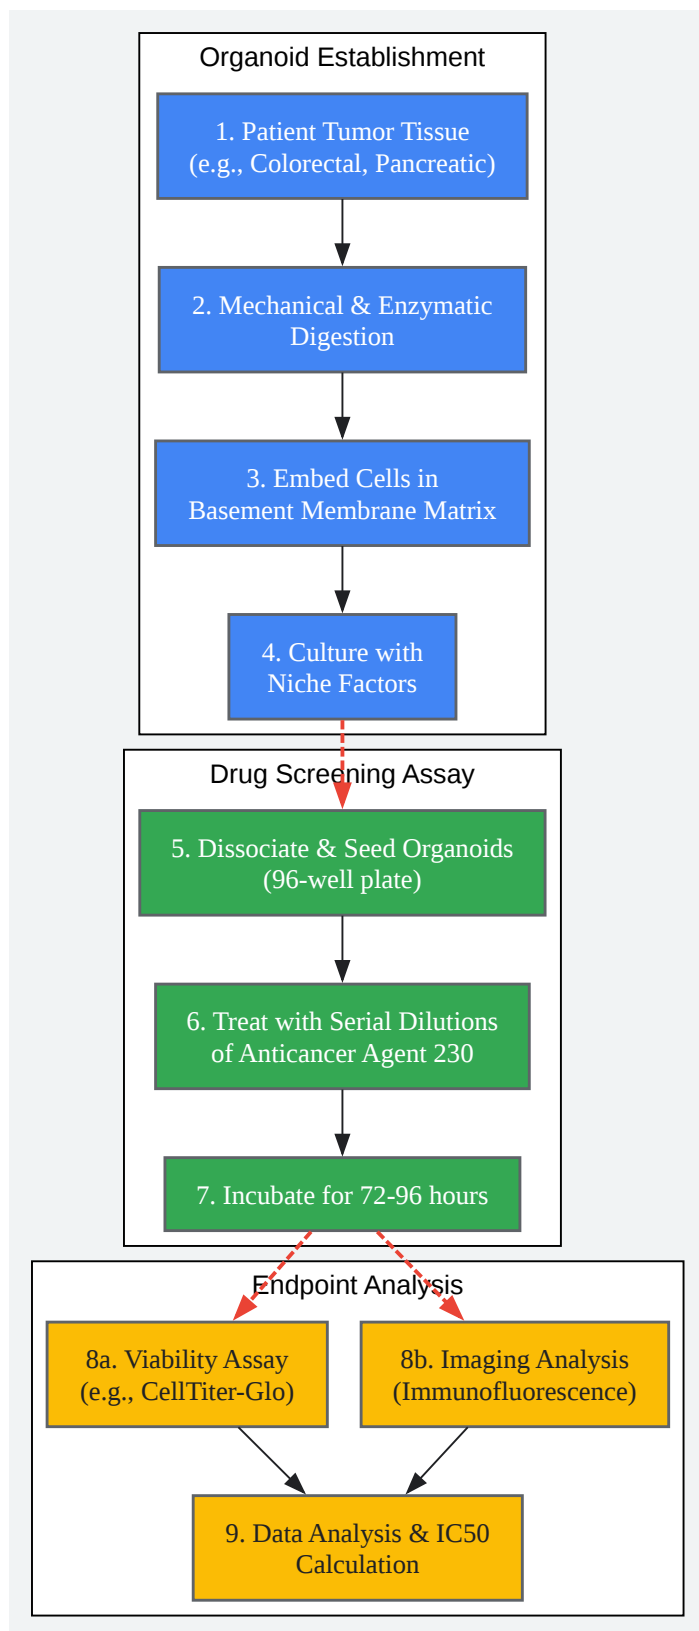 Organoid Establishment
1. Patient Tumor Tissue
(e.g., Colorectal, Pancreatic)
2. Mechanical & Enzymatic
Digestion
3. Embed Cells in
Basement Membrane Matrix
4. Culture with
Niche Factors
Drug Screening Assay
5. Dissociate & Seed Organoids
(96-well plate)
6. Treat with Serial Dilutions
of Anticancer Agent 230
7. Incubate for 72-96 hours
Endpoint Analysis
8a. Viability Assay
(e.g., CellTiter-Glo)
8b. Imaging Analysis
(Immunofluorescence)
9. Data Analysis & IC50
Calculation